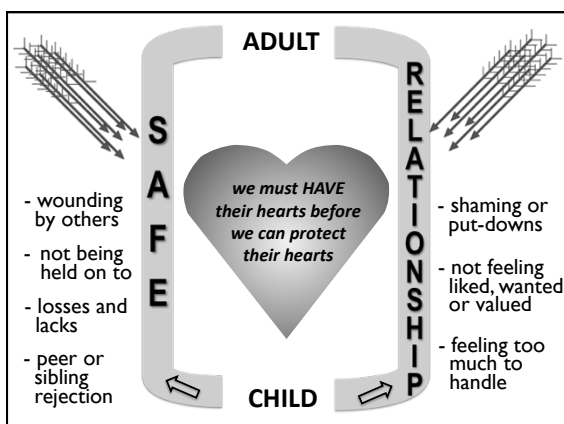 ADULT
SAFE
RELATIONSHIP
we must HAVE
their hearts before
we can protect
their hearts
- wounding
by others
- not being
held on to
- losses and
lacks
- peer or
sibling
rejection
- shaming or
put-downs
- not feeling
liked, wanted
or valued
- feeling too
much to
handle
CHILD